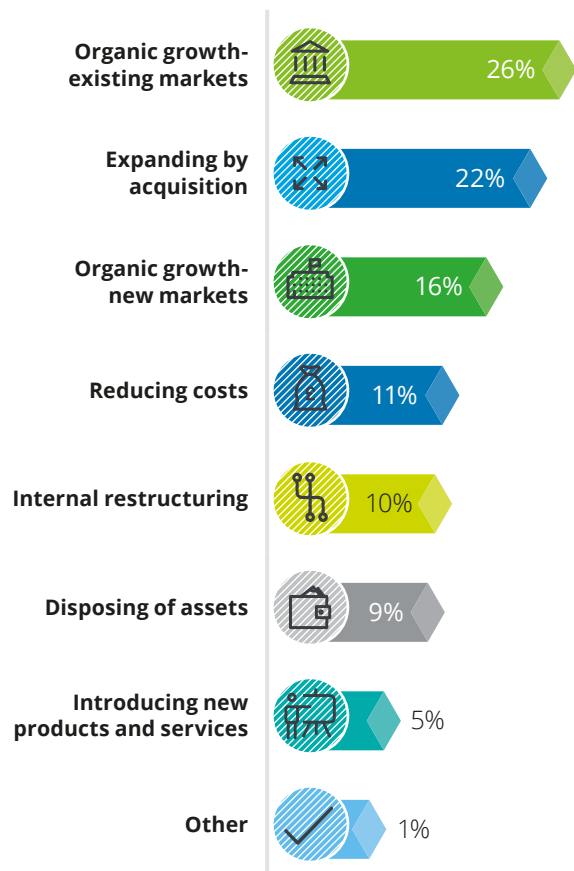 Organic growth-
existing markets
26%
Expanding by
acquisition
22%
Organic growth-
new markets
16%
Reducing costs
£
11%
Internal restructuring
10%
Disposing of assets
9%
Introducing new
products and services
5%
Other
1%